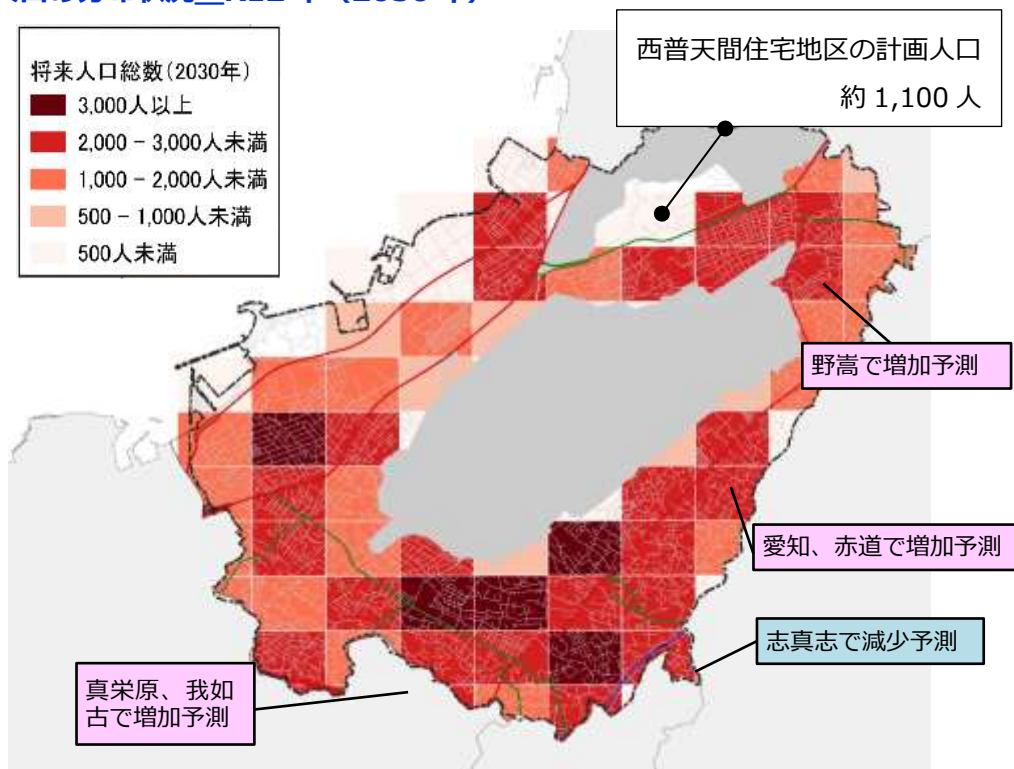 将来人口総数(2030年)
3,000人以上
2,000 - 3,000人未満
1,000 - 2,000人未満
500 - 1,000人未満
500人未満
西普天間住宅地区の計画人口
約 1,100 人
野嵩で増加予測
愛知、赤道で増加予測
志真志で減少予測
真栄原、我如
古で増加予測